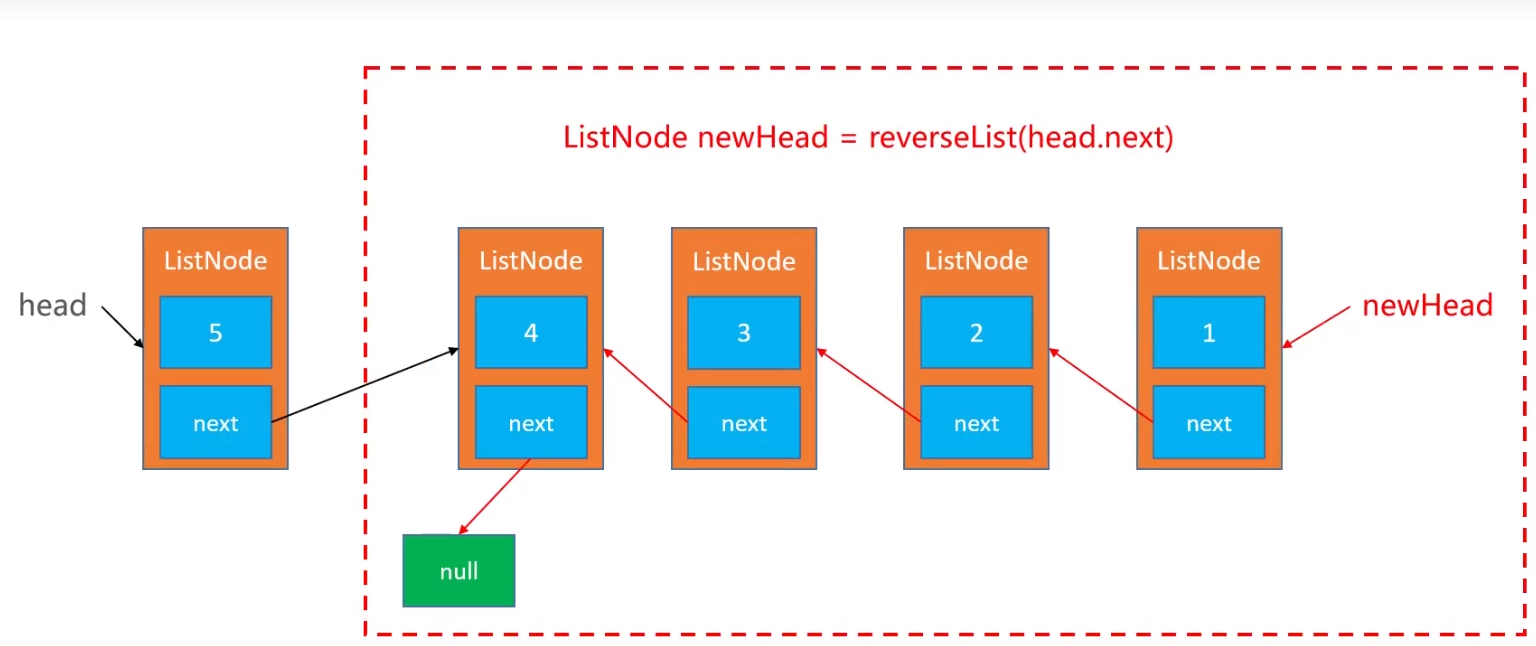 ListNode newHead = reverseList(head.next)
head
ListNode
5
next
ListNode
4
next
ListNode
3
next
ListNode
2
next
ListNode
1
next
newHead
null